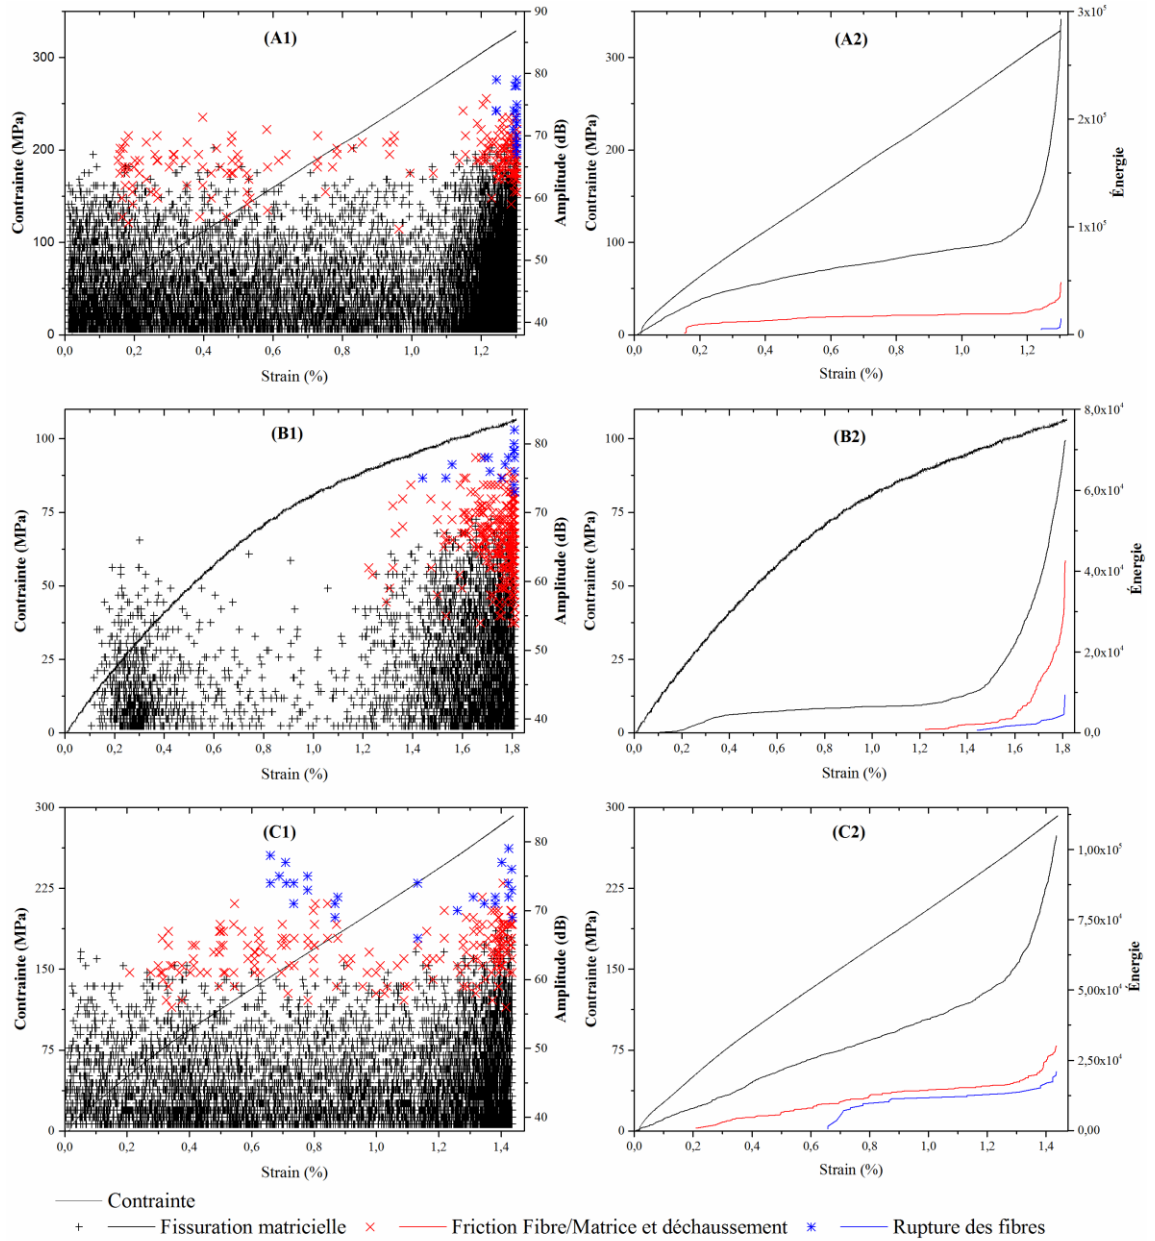 (A1)
Contrainte (MPa)
Amplitude (dB)
300
200
100
0
90
80
70
60
50
40
0,0 0,2 0,4 0,6 0,8 1,0 1,2
Strain (%)
(A2)
Contrainte (MPa)
Énergie
300
250
200
150
100
50
0
3x10⁵
2x10⁵
1x10⁵
0
0,0 0,2 0,4 0,6 0,8 1,0 1,2
Strain (%)
(B1)
Contrainte (MPa)
Amplitude (dB)
100
75
50
25
0
80
70
60
50
40
0,0 0,2 0,4 0,6 0,8 1,0 1,2 1,4 1,6 1,8
Strain (%)
(B2)
Contrainte (MPa)
Énergie
100
75
50
25
0
8,0x10⁴
6,0x10⁴
4,0x10⁴
2,0x10⁴
0,0
0,0 0,2 0,4 0,6 0,8 1,0 1,2 1,4 1,6 1,8
Strain (%)
(C1)
Contrainte (MPa)
Amplitude (dB)
300
225
150
75
0
80
70
60
50
40
0,0 0,2 0,4 0,6 0,8 1,0 1,2 1,4
Strain (%)
(C2)
Contrainte (MPa)
Énergie
300
225
150
75
0
1,00x10⁵
7,50x10⁴
5,00x10⁴
2,50x10⁴
0,00
0,0 0,2 0,4 0,6 0,8 1,0 1,2 1,4
Strain (%)
Contrainte
Fissuration matricielle Friction Fibre/Matrice et déchaussement Rupture des fibres